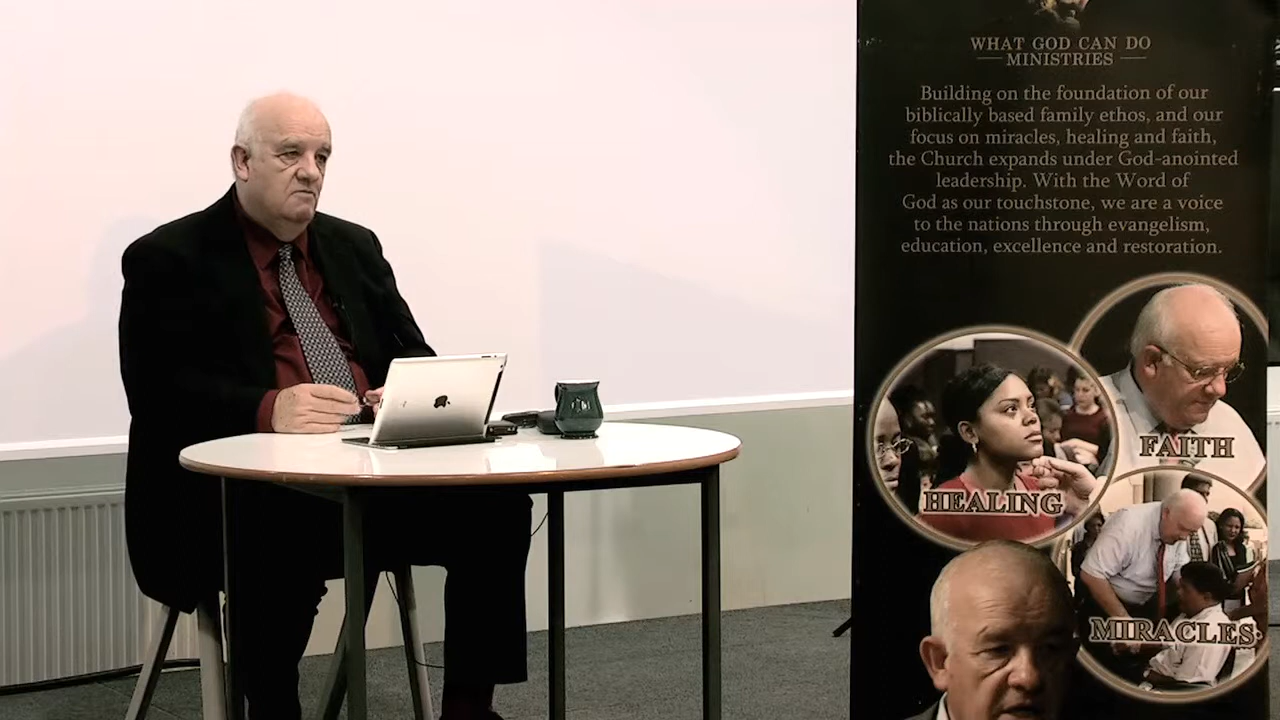 WHAT GOD CAN DO
MINISTRIES
Building on the foundation of our
biblically based family ethos, and our
focus on miracles, healing and faith,
the Church expands under God-anointed
leadership. With the Word of
God as our touchstone, we are a voice
to the nations through evangelism,
education, excellence and restoration.
FAITH
HEALING
MIRACLES